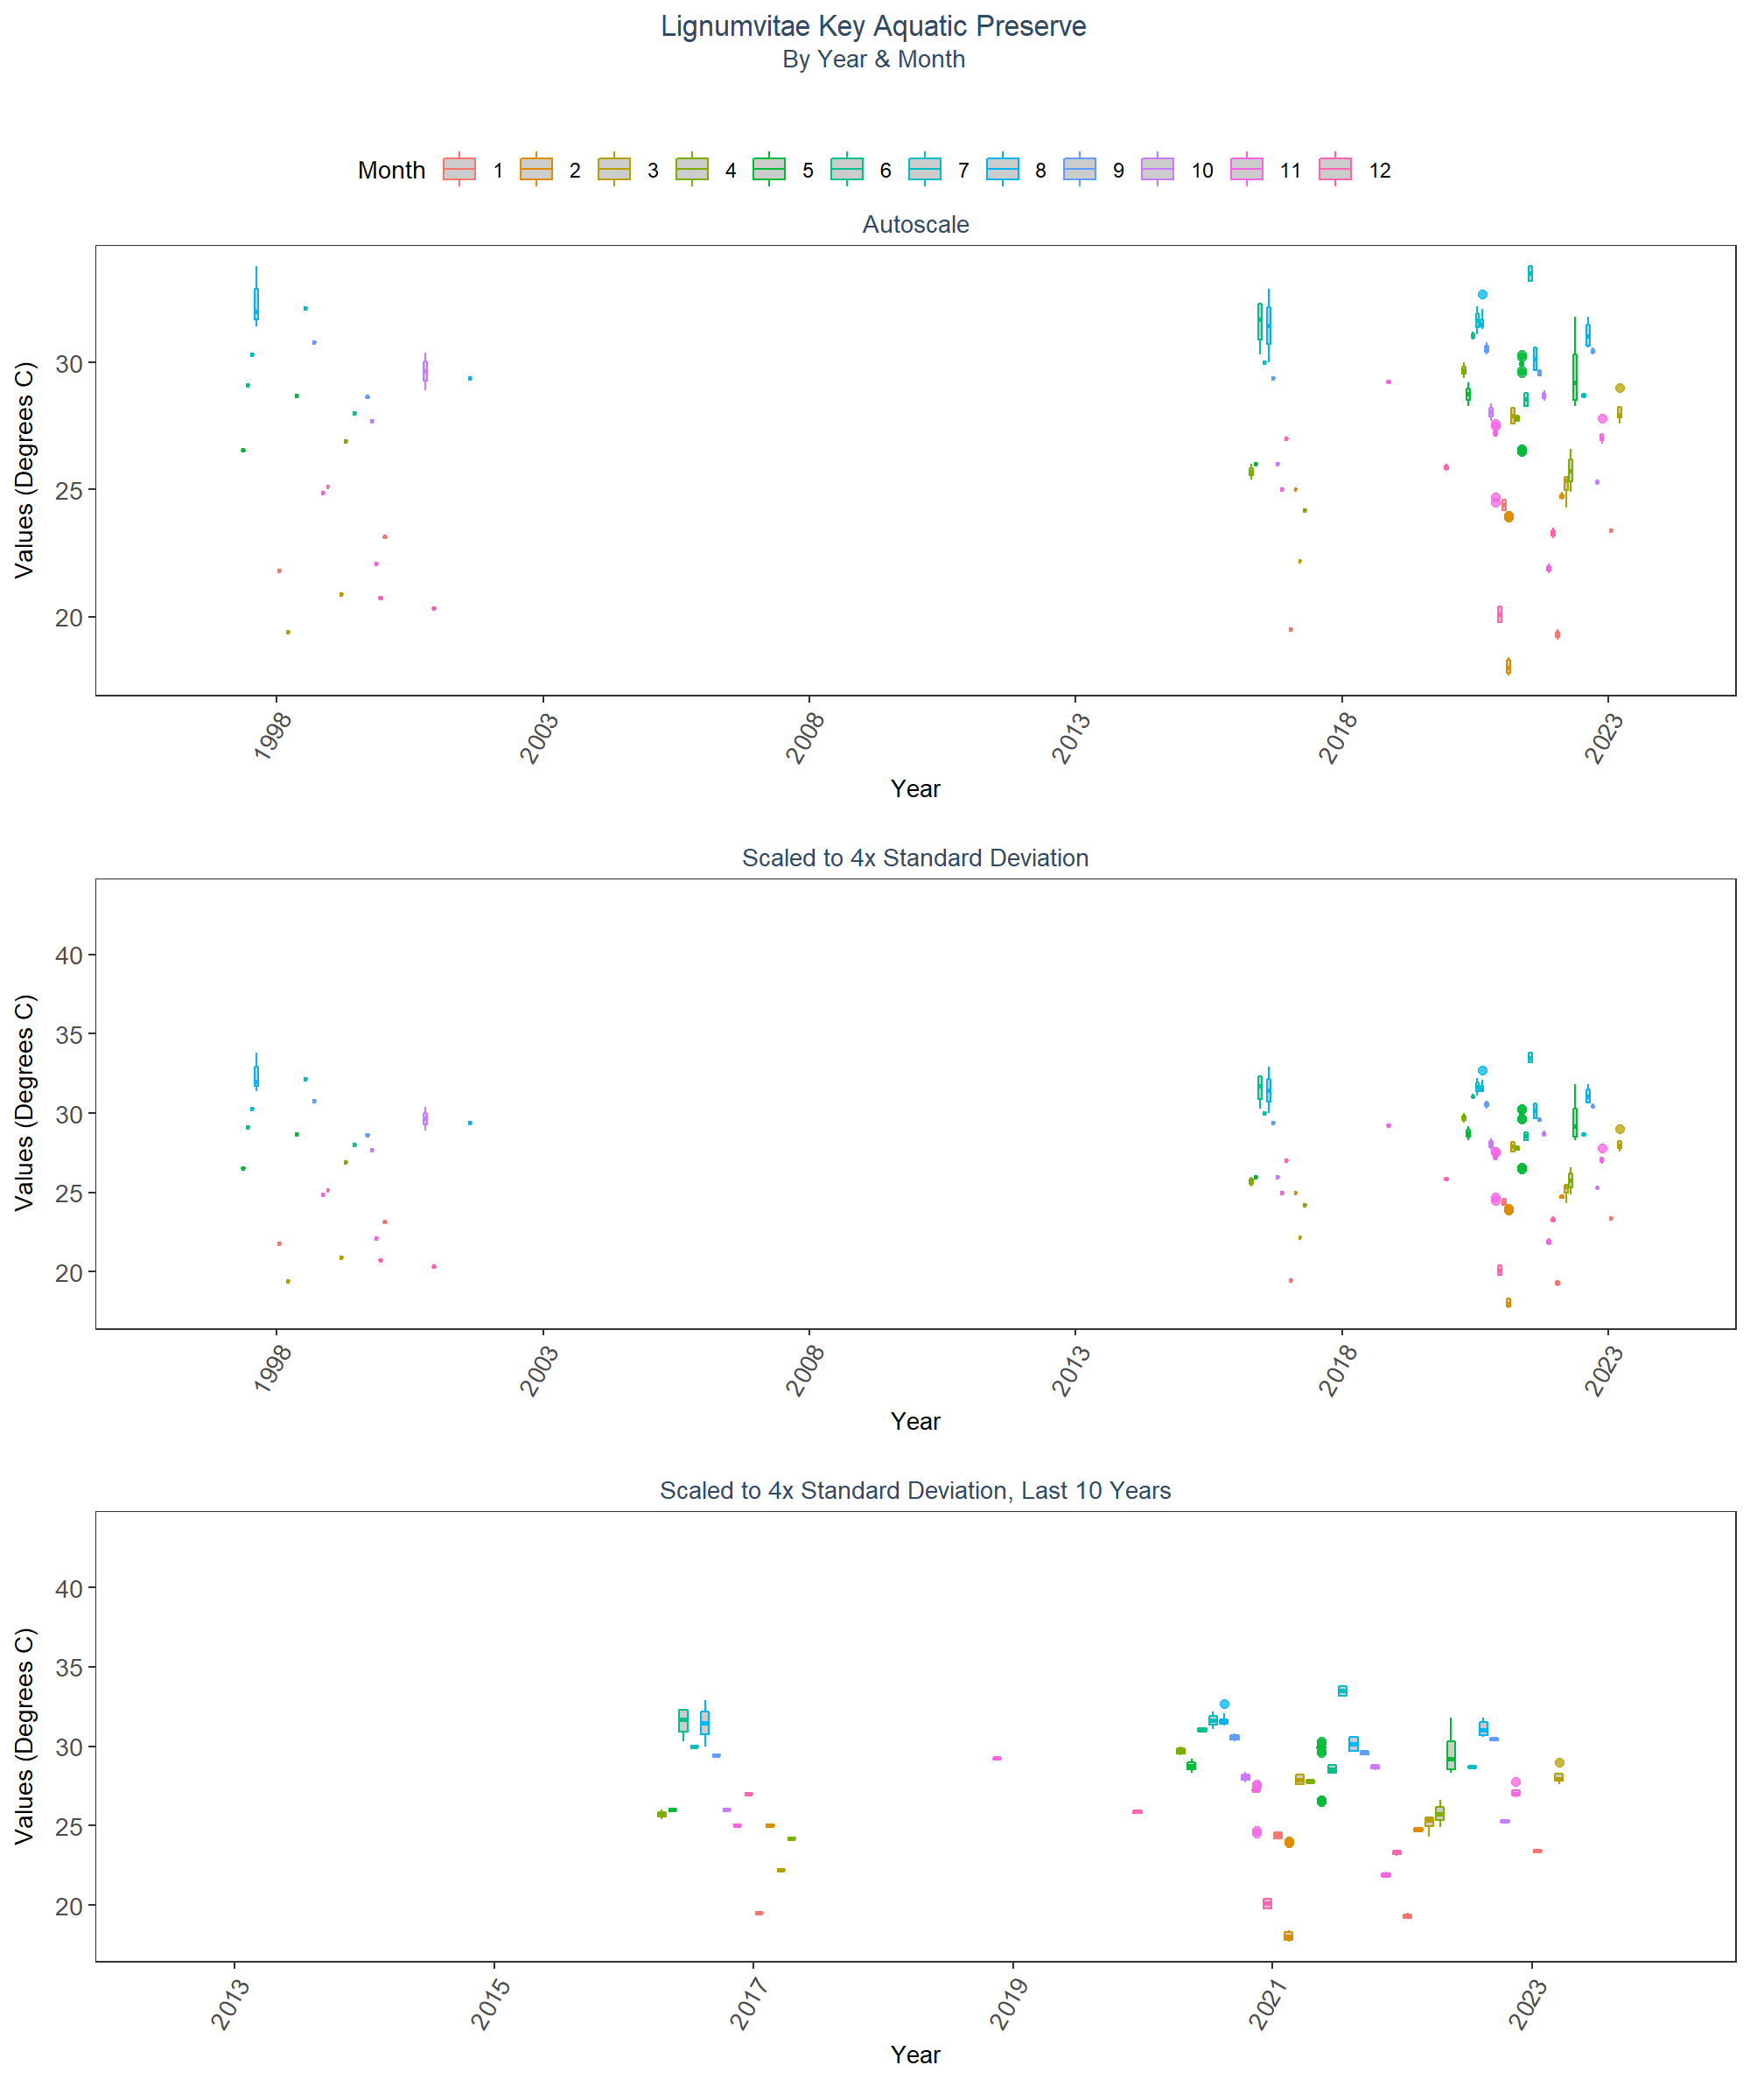 Lignumvitae Key Aquatic Preserve
By Year & Month
Month 1 2 3 4 5 6 7 8 9 10 11 12
Autoscale
Values (Degrees C)
30
25
20
1998 2003 2008 2013 2018 2023
Year
Scaled to 4x Standard Deviation
Values (Degrees C)
40
35
30
25
20
1998 2003 2008 2013 2018 2023
Year
Scaled to 4x Standard Deviation, Last 10 Years
Values (Degrees C)
40
35
30
25
20
2013 2015 2017 2019 2021 2023
Year